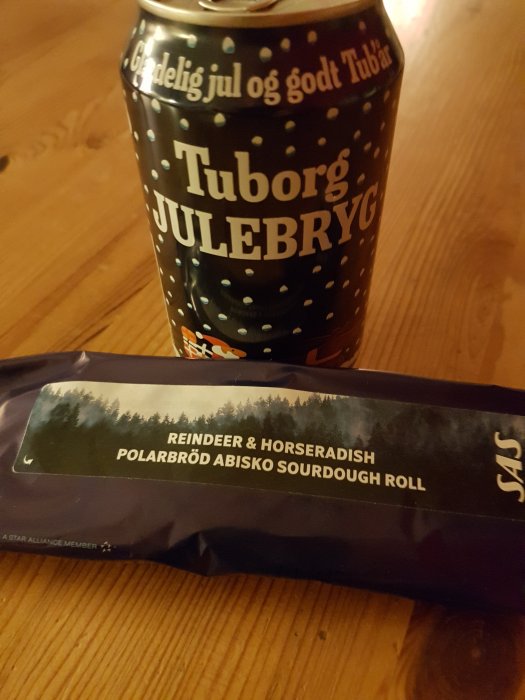 Glædelig jul og godt Tub'år
Tuborg
JULEBRYG
REINDEER & HORSERADISH
POLARBRÖD ABISKO SOURDOUGH ROLL
SAS
A STAR ALLIANCE MEMBER